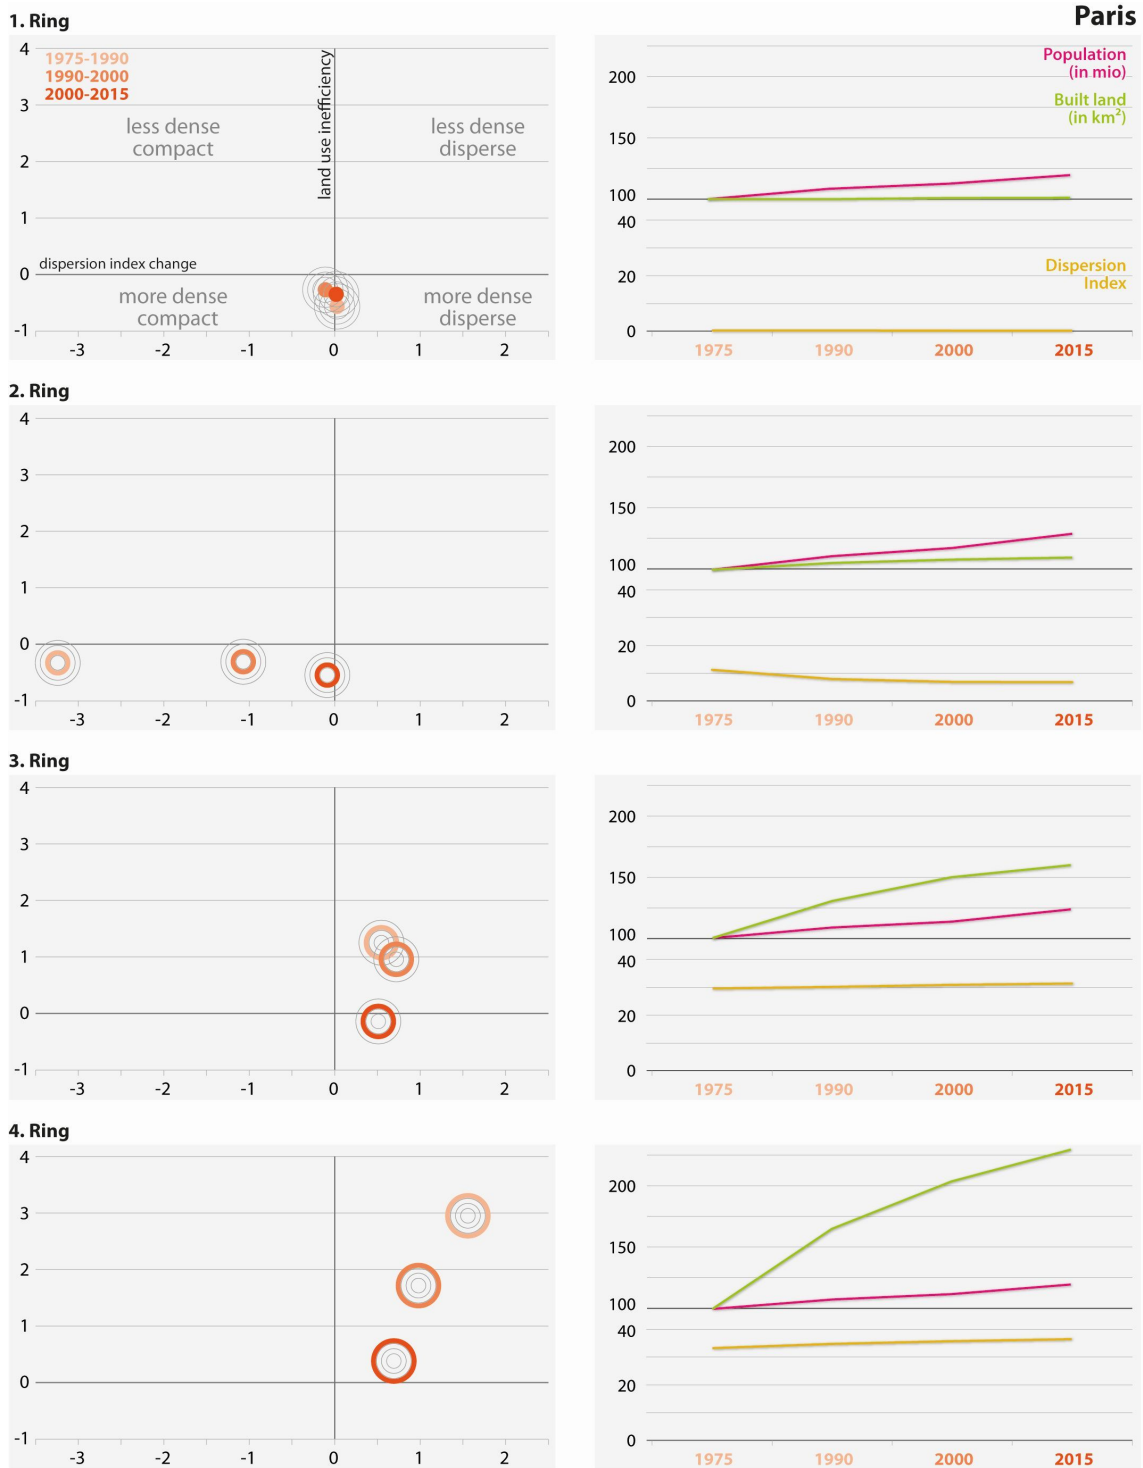 Paris
1. Ring
4
3
2
1
0
-1
1975-1990
1990-2000
2000-2015
less dense
compact
land use inefficiency
less dense
disperse
dispersion index change
more dense
compact
more dense
disperse
-3 -2 -1 0 1 2
Population
(in mio)
Built land
(in km²)
200
150
100
40
20
0
Dispersion
Index
1975 1990 2000 2015
2. Ring
4
3
2
1
0
-1
-3 -2 -1 0 1 2
200
150
100
40
20
0
1975 1990 2000 2015
3. Ring
4
3
2
1
0
-1
-3 -2 -1 0 1 2
200
150
100
40
20
0
1975 1990 2000 2015
4. Ring
4
3
2
1
0
-1
-3 -2 -1 0 1 2
200
150
100
40
20
0
1975 1990 2000 2015